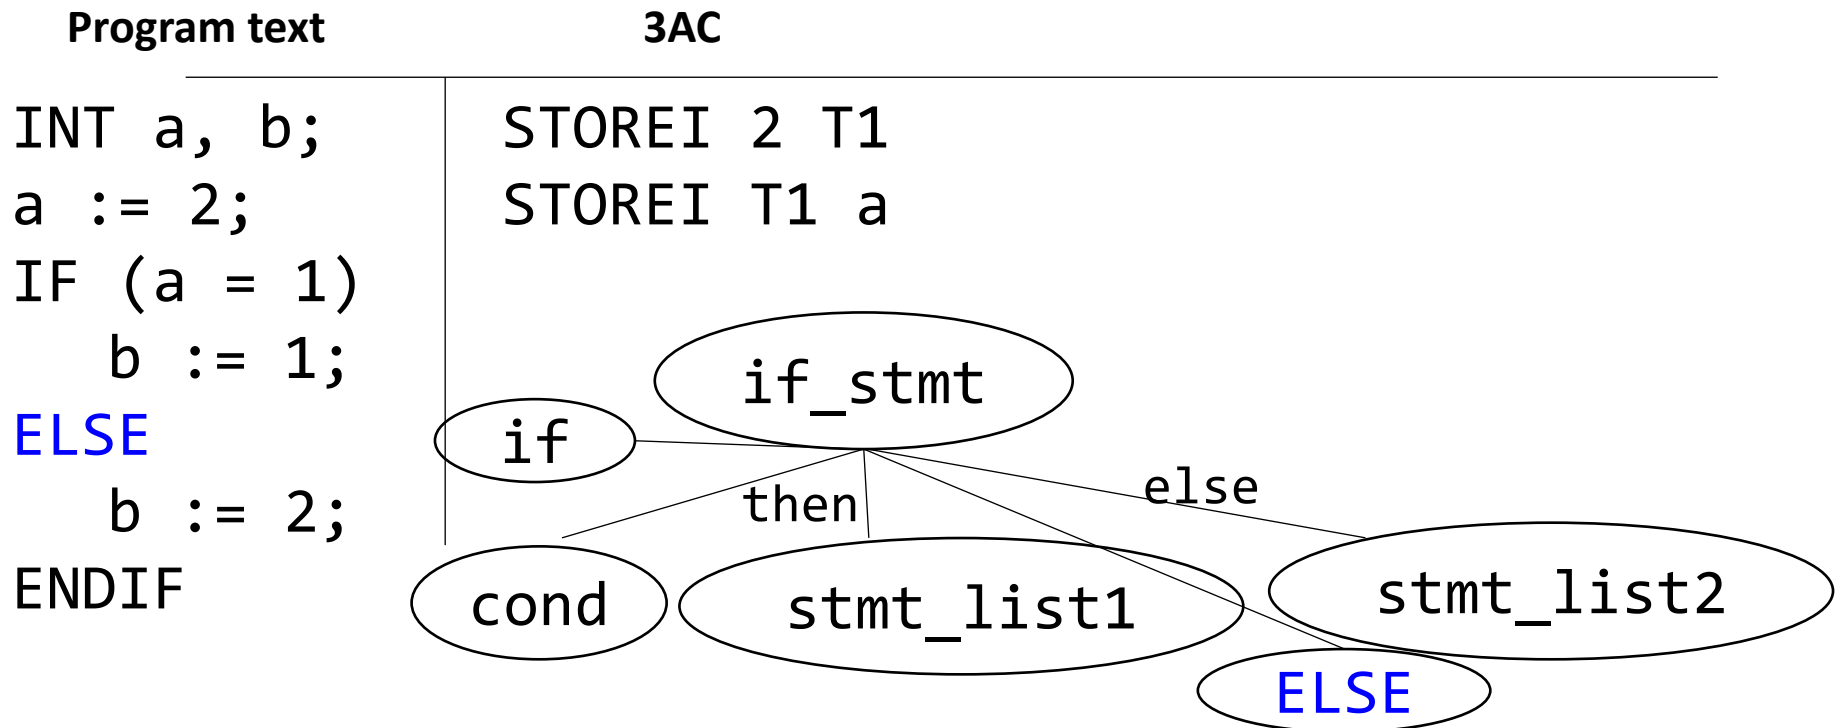 Program text 3AC
INT a, b; STOREI 2 T1
a := 2; STOREI T1 a
IF (a = 1)
b := 1;
ELSE
b := 2;
ENDIF
if_stmt
if
then
else
cond
stmt_list1
stmt_list2
ELSE